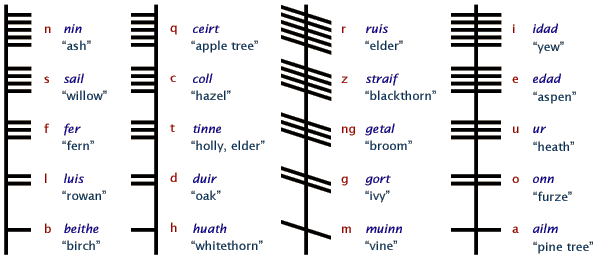 n nin q ceirt r ruis i idad
“ash” “apple tree” “elder” “yew”
s sail c coll z straif e edad
“willow” “hazel” “blackthorn” “aspen”
f fer t tinne ng getal u ur
“fern” “holly, elder” “broom” “heath”
l luis d duir g gort o onn
“rowan” “oak” “ivy” “furze”
b beithe h huath m muinn a ailm
“birch” “whitethorn” “vine” “pine tree”